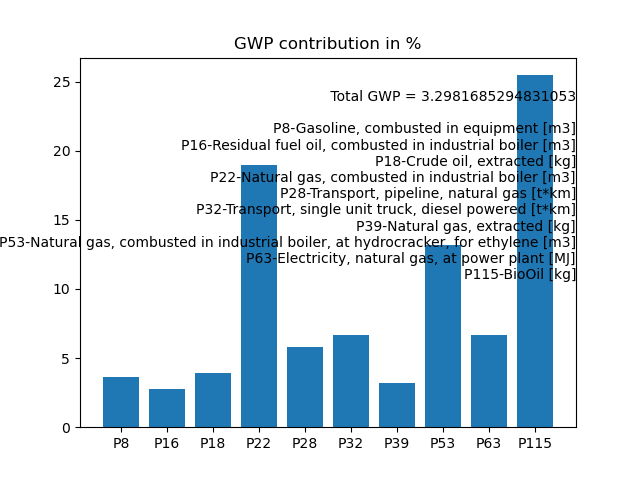 GWP contribution in %
25
20
15
10
5
0
Total GWP = 3.2981685294831053
P8-Gasoline, combusted in equipment [m3]
P16-Residual fuel oil, combusted in industrial boiler [m3]
P18-Crude oil, extracted [kg]
P22-Natural gas, combusted in industrial boiler [m3]
P28-Transport, pipeline, natural gas [t*km]
P32-Transport, single unit truck, diesel powered [t*km]
P39-Natural gas, extracted [kg]
P53-Natural gas, combusted in industrial boiler, at hydrocracker, for ethylene [m3]
P63-Electricity, natural gas, at power plant [MJ]
P115-BioOil [kg]
P8 P16 P18 P22 P28 P32 P39 P53 P63 P115